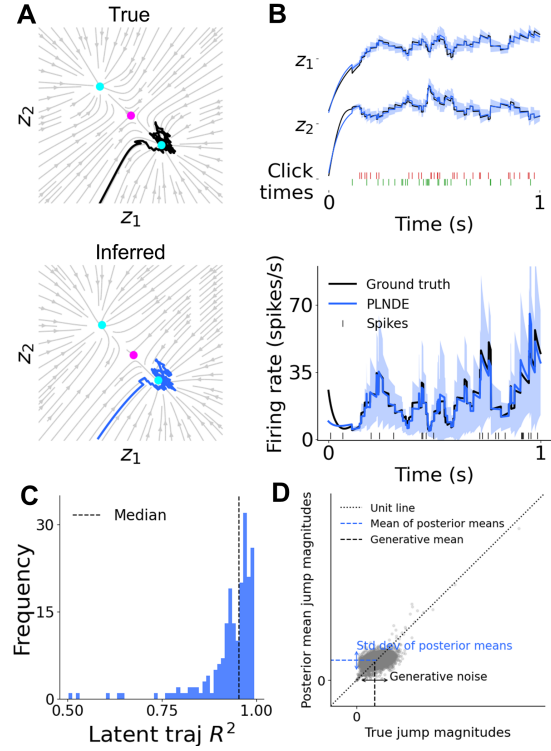 A
True
z2
z1
Inferred
z2
z1
B
z1
z2
Click
times
0
1
Time (s)
Firing rate (spikes/s)
70
35
0
Ground truth
PLNDE
Spikes
0
1
Time (s)
C
Frequency
30
15
0
Median
0.50
0.75
1.00
Latent traj R²
D
Posterior mean jump magnitudes
Unit line
Mean of posterior means
Generative mean
Std dev of posterior means
Generative noise
0
0
True jump magnitudes